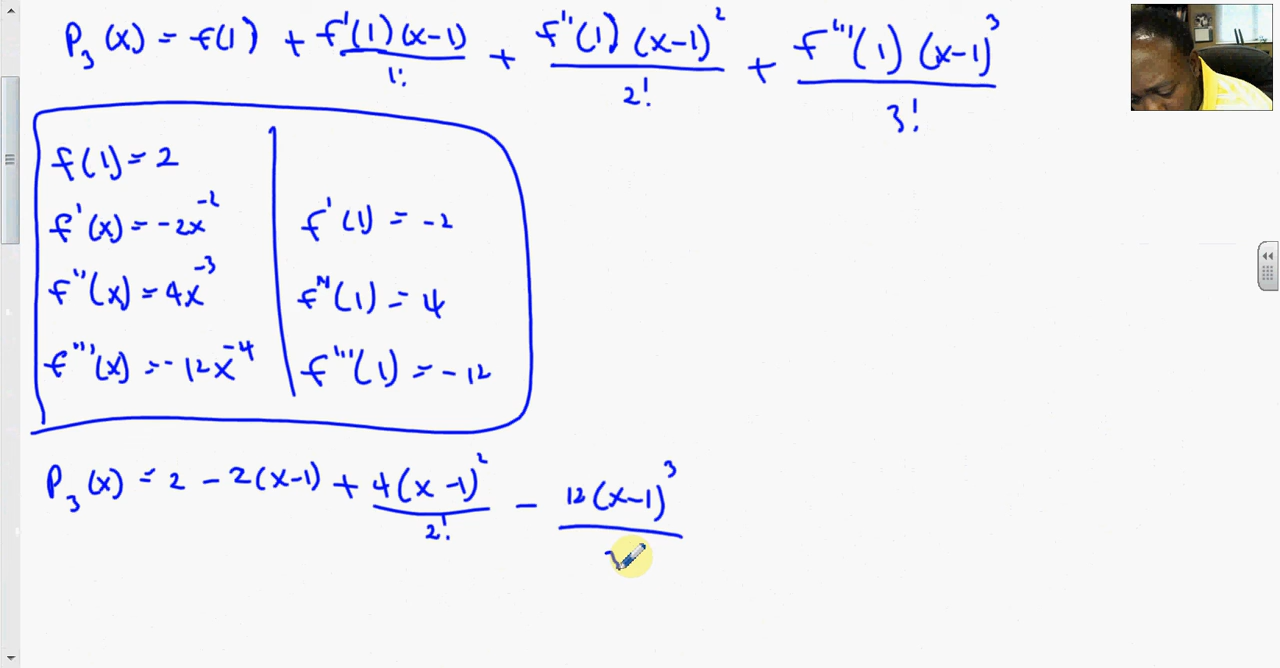 P₃(x) = f(1) + f'(1)(x-1)/1! + f''(1)(x-1)²/2! + f'''(1)(x-1)³/3!
f(1) = 2
f'(x) = -2x⁻² f'(1) = -2
f''(x) = 4x⁻³ f''(1) = 4
f'''(x) = -12x⁻⁴ f'''(1) = -12
P₃(x) = 2 - 2(x-1) + 4(x-1)²/2! - 12(x-1)³/